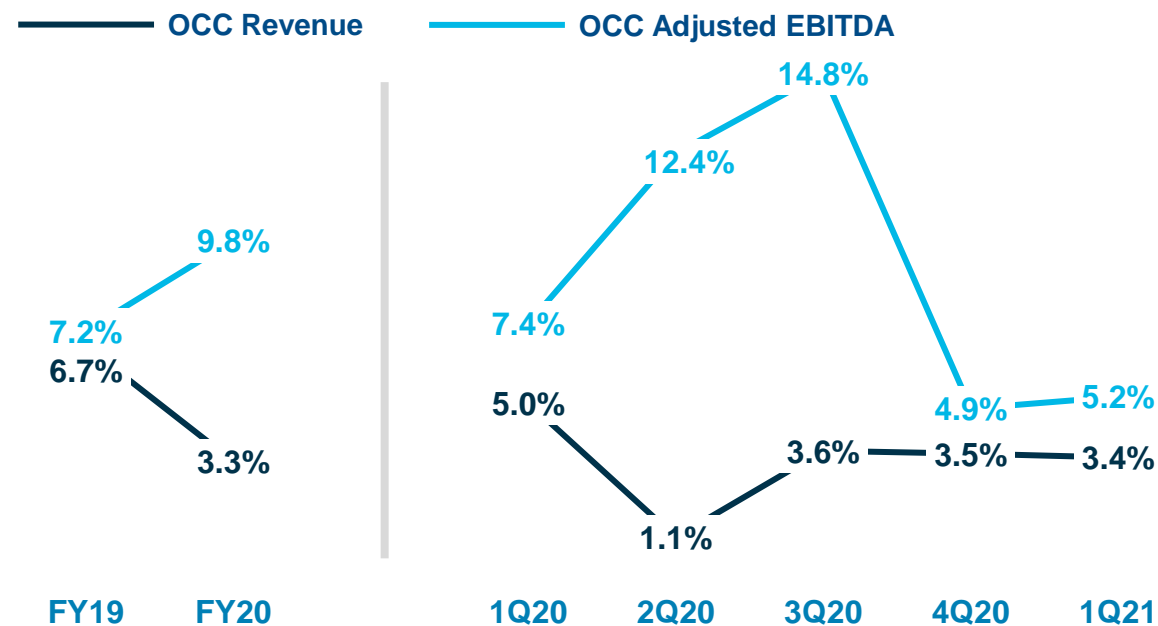 OCC Revenue OCC Adjusted EBITDA
14.8%
12.4%
9.8%
7.2% 7.4%
6.7% 5.0% 4.9% 5.2%
3.3% 3.6% 3.5% 3.4%
1.1%
FY19 FY20 1Q20 2Q20 3Q20 4Q20 1Q21